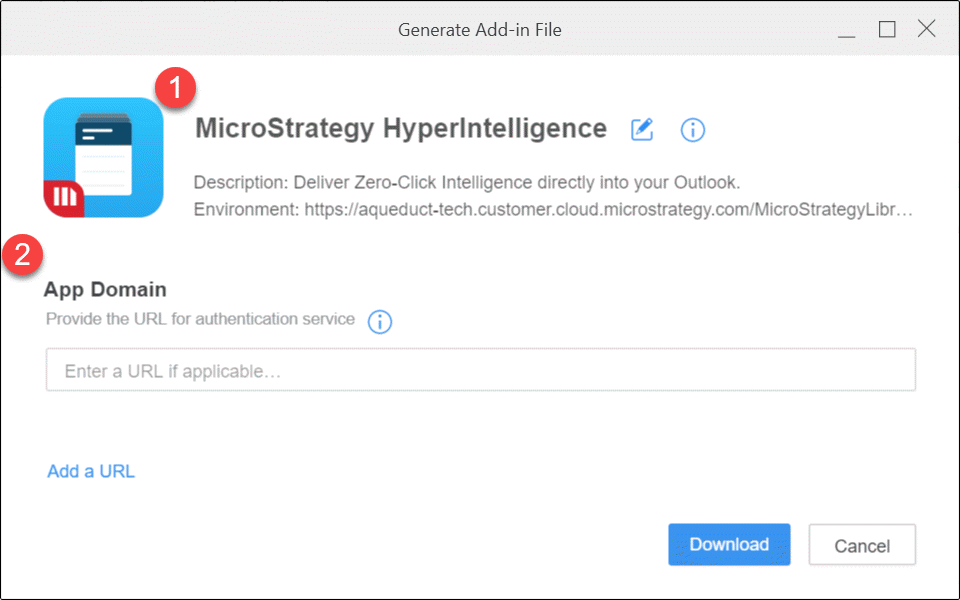 Generate Add-in File
1
MicroStrategy HyperIntelligence
Description: Deliver Zero-Click Intelligence directly into your Outlook.
Environment: https://aqueduct-tech.customer.cloud.microstrategy.com/MicroStrategyLibr…
2
App Domain
Provide the URL for authentication service
Enter a URL if applicable…
Add a URL
Download
Cancel